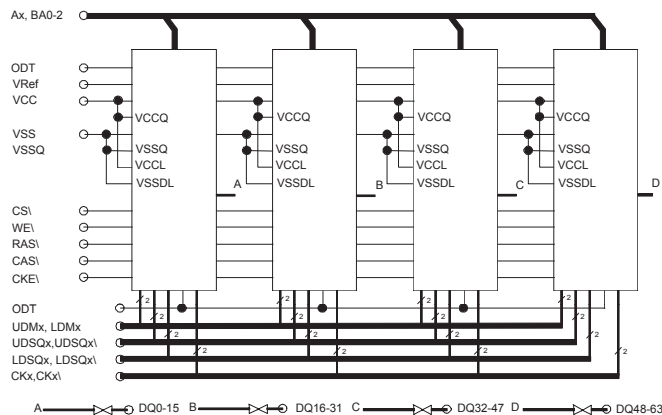 Ax, BA0-2
ODT
VRef
VCC
VCCQ VCCQ VCCQ VCCQ
VSS
VSSQ VSSQ VSSQ VSSQ VSSQ
VCCL VCCL VCCL VCCL
VSSDL VSSDL VSSDL VSSDL
A B C D
CS\
WE\
RAS\
CAS\
CKE\
2 2 2 2
ODT
UDMx, LDMx
2 2 2 2
UDSQx,UDSQx\
2 2 2 2
LDSQx, LDSQx\
2 2 2 2
CKx,CKx\
A DQ0-15 B DQ16-31 C DQ32-47 D DQ48-63